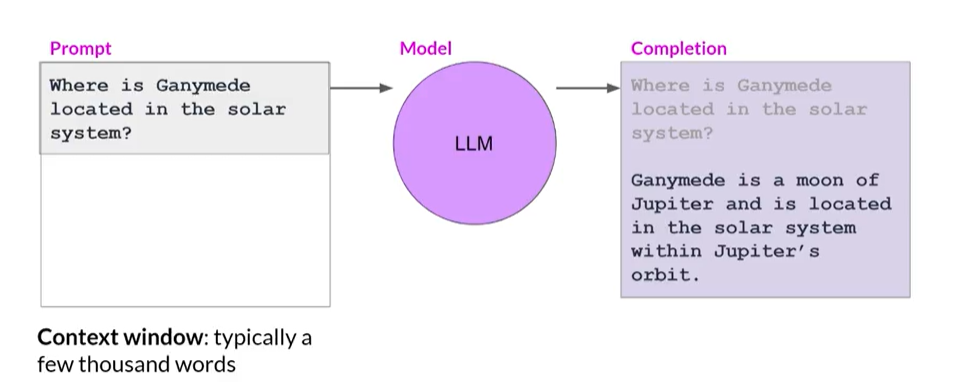 Prompt
Where is Ganymede
located in the solar
system?
Context window: typically a
few thousand words
Model
LLM
Completion
Where is Ganymede
located in the solar
system?
Ganymede is a moon of
Jupiter and is located
in the solar system
within Jupiter's
orbit.